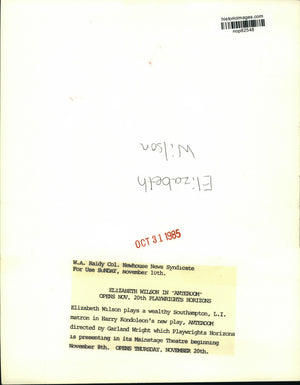 historicimages.com
nop82548
Elizabeth
Wilson
OCT 31 1985
W.A. Raidy Col. Newhouse News Syndicate
For Use SUNDAY, november 10th.
ELIZABETH WILSON IN "ANTEROOM"
OPENS NOV. 20th PLAYWRIGHTS HORIZONS
Elizabeth Wilson plays a wealthy Southampton, L.I.
matron in Harry Kondoleon's new play, ANTEROOM
directed by Garland Wright which Playwrights Horizons
is presenting in its Mainstage Theatre beginning
November 8th. OPENS THURSDAY, NOVEMBER 20th.